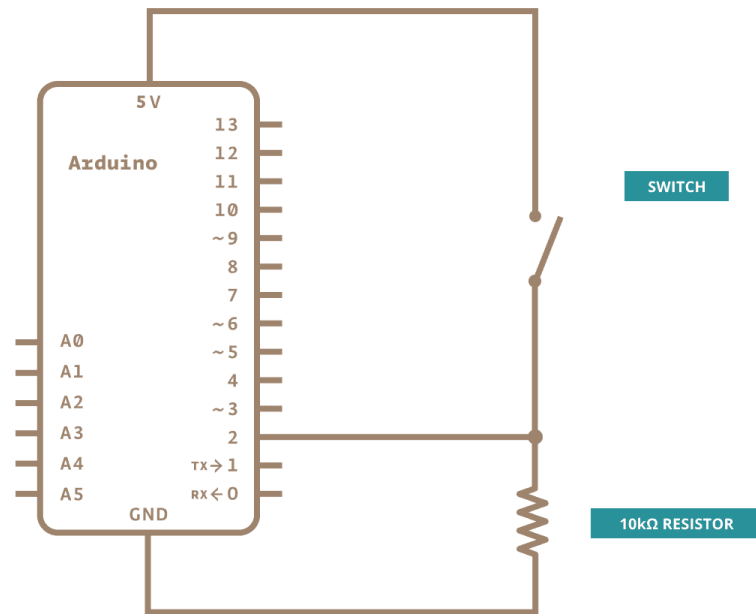 5V
Arduino
13
12
11
10
~9
8
7
~6
~5
4
~3
2
TX→1
RX←0
A0
A1
A2
A3
A4
A5
GND
SWITCH
10kΩ RESISTOR